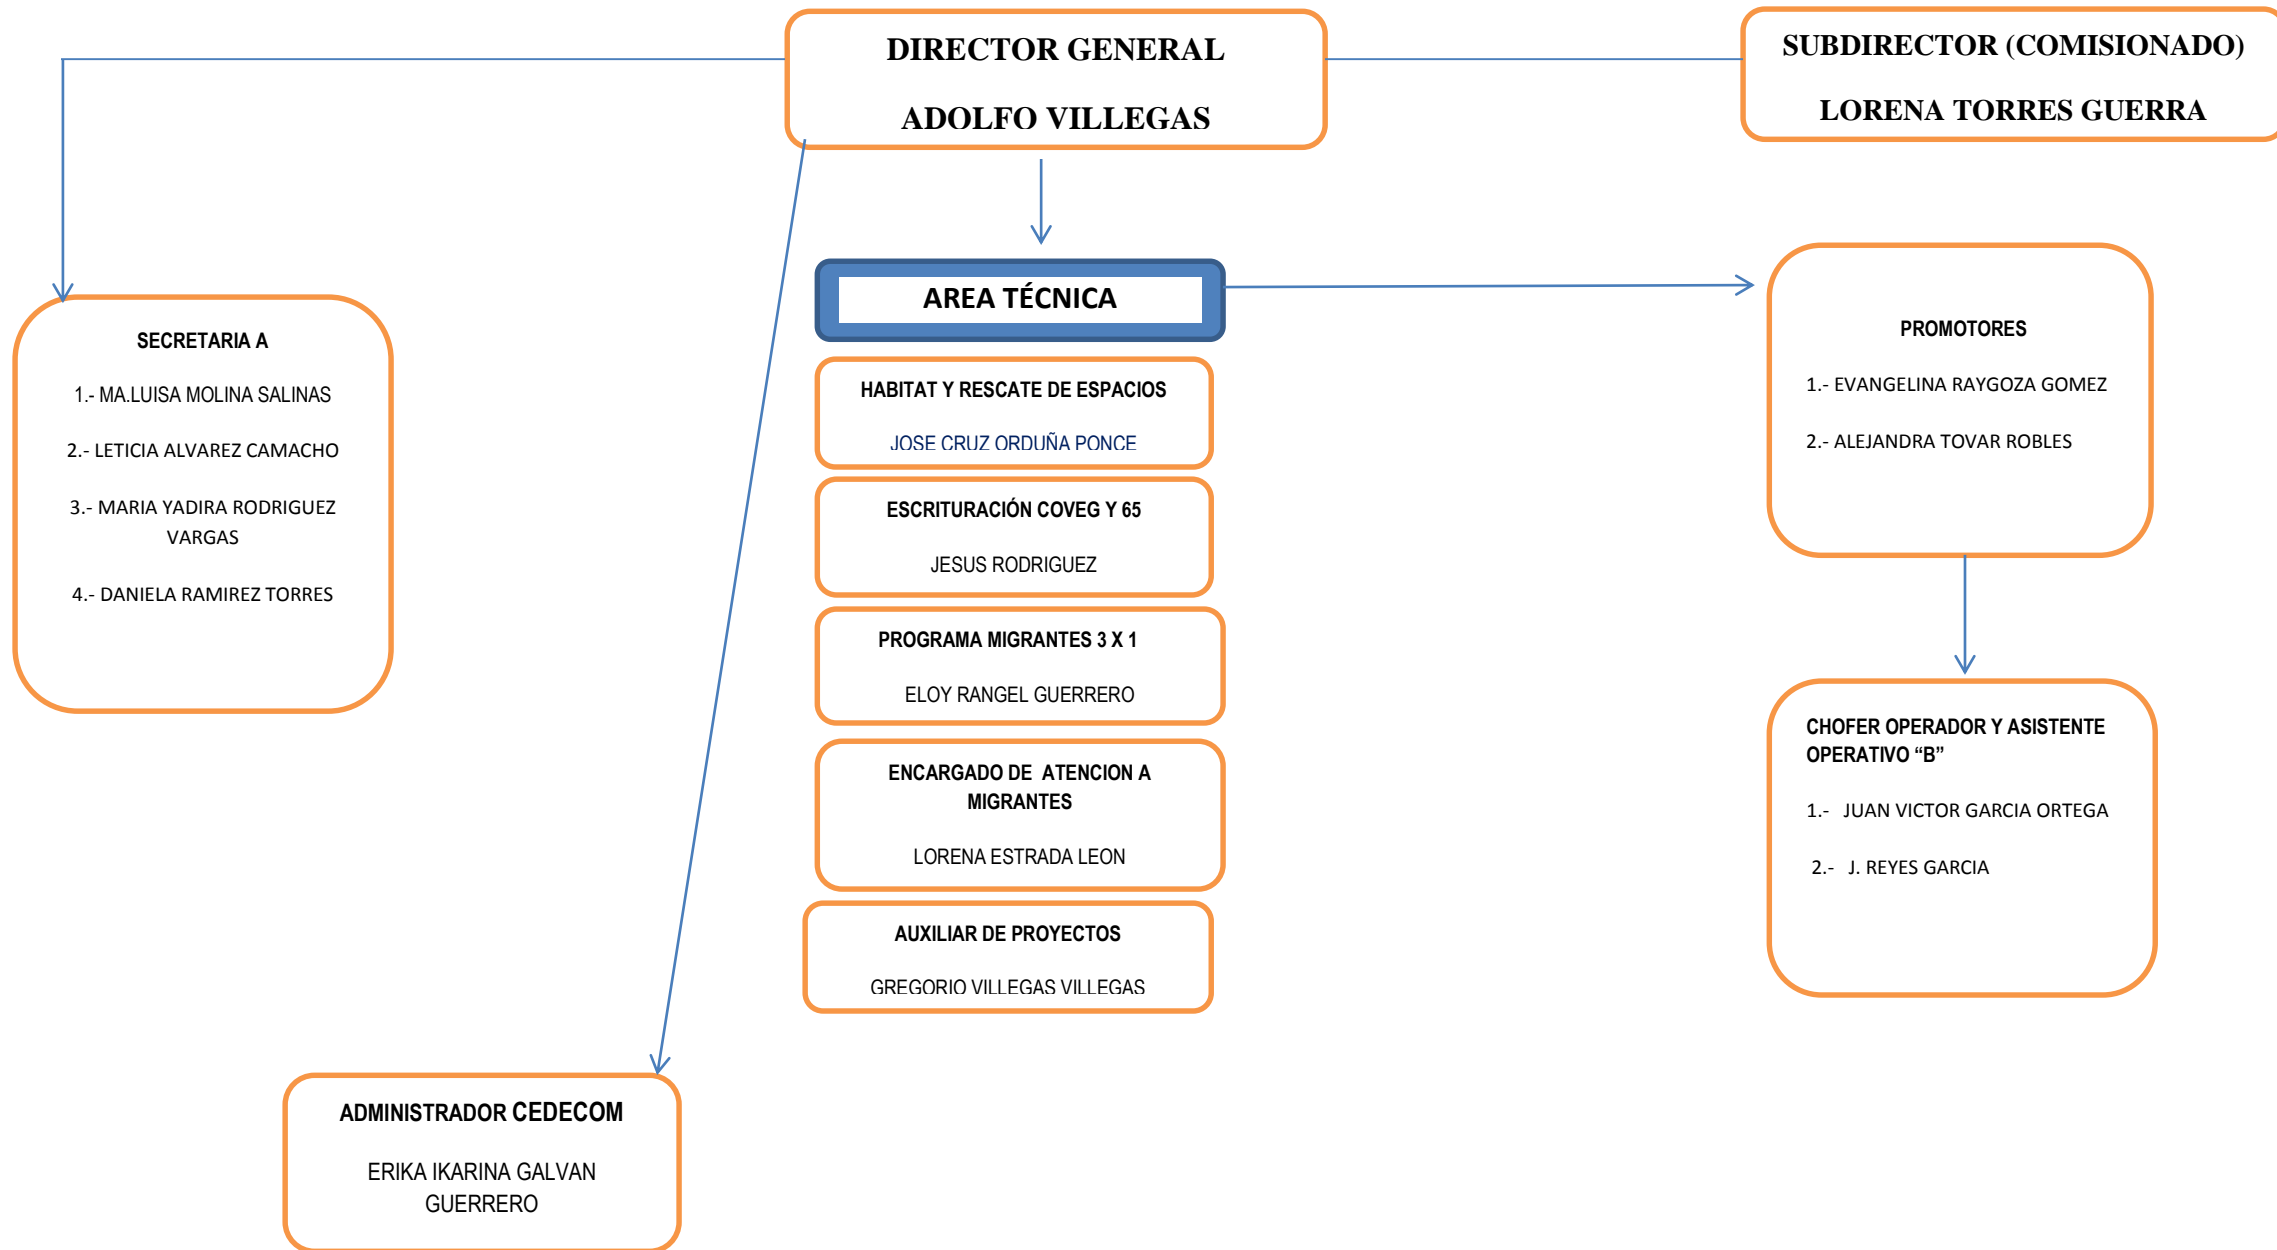 DIRECTOR GENERAL
ADOLFO VILLEGAS
SUBDIRECTOR (COMISIONADO)
LORENA TORRES GUERRA
SECRETARIA A
1.- MA.LUISA MOLINA SALINAS
2.- LETICIA ALVAREZ CAMACHO
3.- MARIA YADIRA RODRIGUEZ
VARGAS
4.- DANIELA RAMIREZ TORRES
AREA TÉCNICA
HABITAT Y RESCATE DE ESPACIOS
JOSE CRUZ ORDUÑA PONCE
ESCRITURACIÓN COVEG Y 65
JESUS RODRIGUEZ
PROGRAMA MIGRANTES 3 X 1
ELOY RANGEL GUERRERO
ENCARGADO DE  ATENCION A
MIGRANTES
LORENA ESTRADA LEON
AUXILIAR DE PROYECTOS
GREGORIO VILLEGAS VILLEGAS
PROMOTORES
1.- EVANGELINA RAYGOZA GOMEZ
2.- ALEJANDRA TOVAR ROBLES
CHOFER OPERADOR Y ASISTENTE
OPERATIVO “B”
1.-   JUAN VICTOR GARCIA ORTEGA
2.-   J. REYES GARCIA
ADMINISTRADOR CEDECOM
ERIKA IKARINA GALVAN
GUERRERO